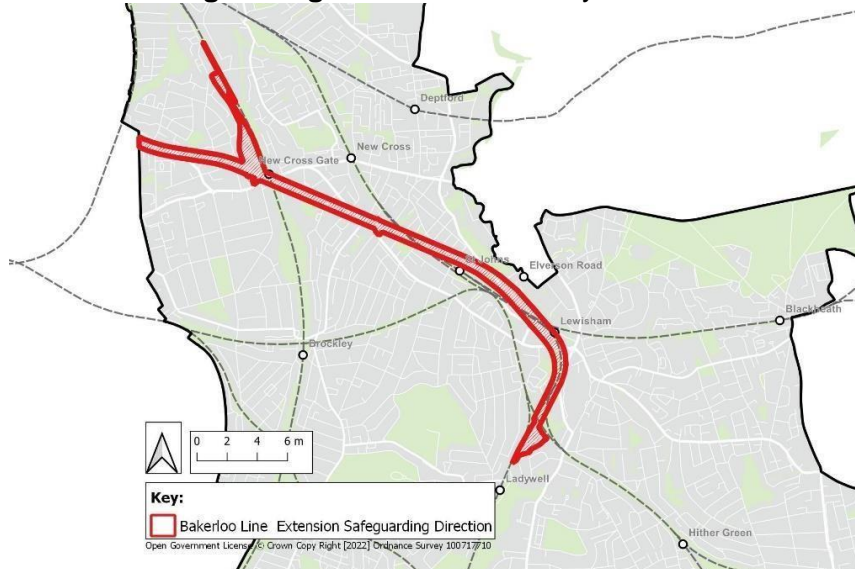 Deptford
New Cross
New Cross Gate
St Johns
Elverson Road
Lewisham
Blackheath
Brockley
0 2 4 6 m
Ladywell
Key:
Bakerloo Line Extension Safeguarding Direction
Hither Green
Open Government License, © Crown Copy Right [2022] Ordnance Survey 100717710